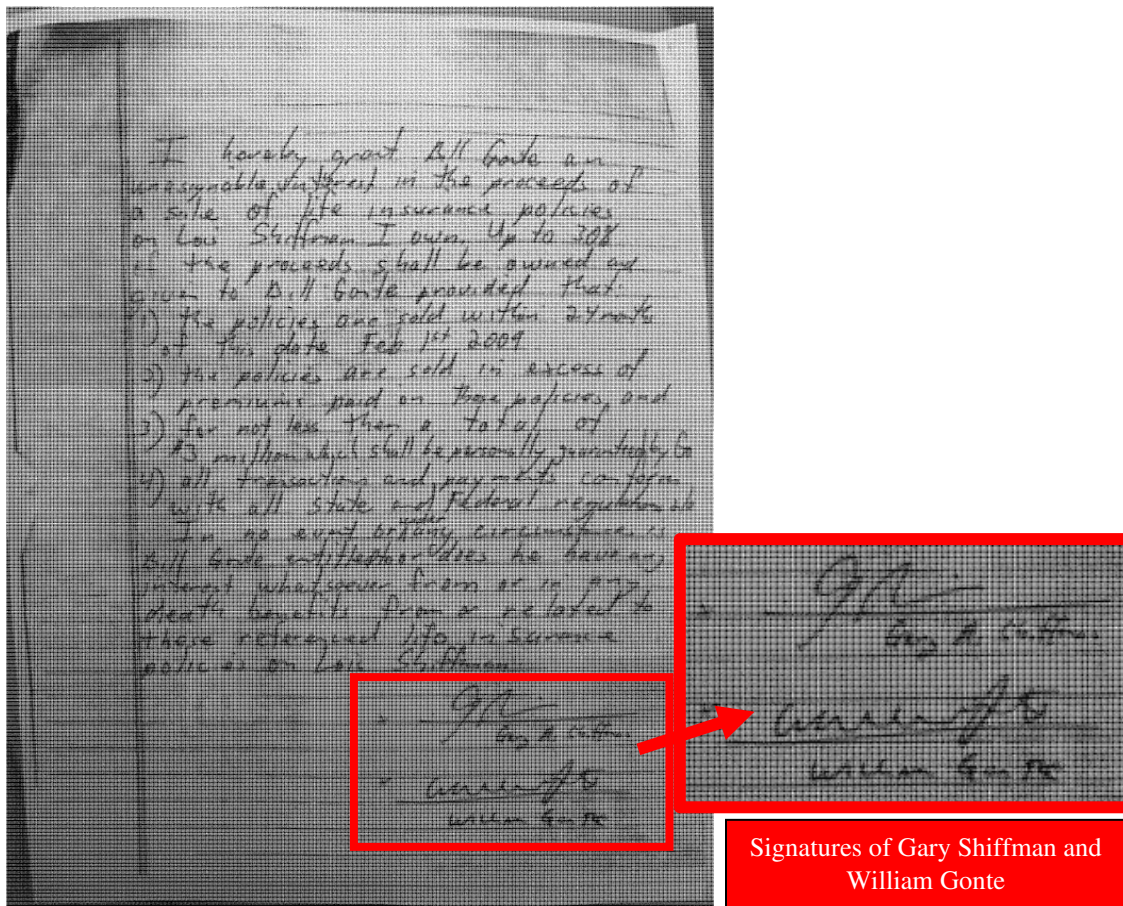 I hereby grant Bill Gonte an
unassignable interest in the proceeds of
a sale of life insurance policies
on Lois Shiffman I own. Up to 30%
of the proceeds shall be owned and
given to Bill Gonte provided that:
1) the policies are sold within 24 months
of this date Feb 1st 2009
2) the policies are sold in excess of
premiums paid on those policies and
3) for not less then a total of
$3 million which shall be personally guaranteed by Go
4) all transactions and payments conform
with all State and Federal regulations
In no event or under any circumstance is
Bill Gonte entitled nor does he have any
interest whatsoever from or in any
death benefits from or related to
these referenced life insurance
policies on Lois Shiffman
Gary A. Shiffman
William Gonte
Gary A. Shiffman
William Gonte
Signatures of Gary Shiffman and
William Gonte